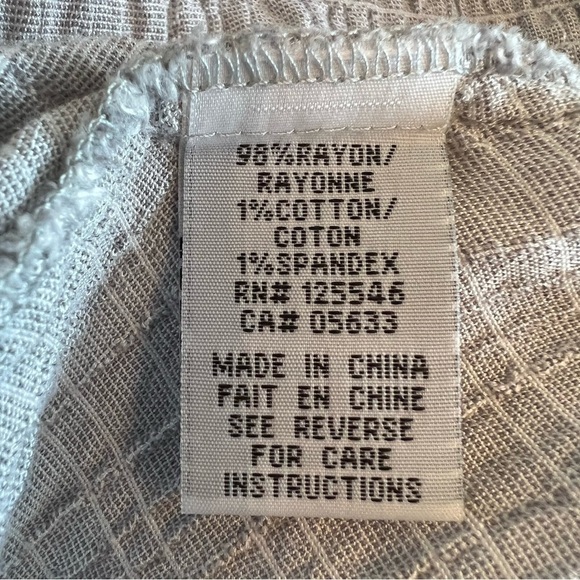 98%RAYON/
RAYONNE
1%COTTON/
COTON
1%SPANDEX
RN# 125546
CA# 05633
MADE IN CHINA
FAIT EN CHINE
SEE REVERSE
FOR CARE
INSTRUCTIONS